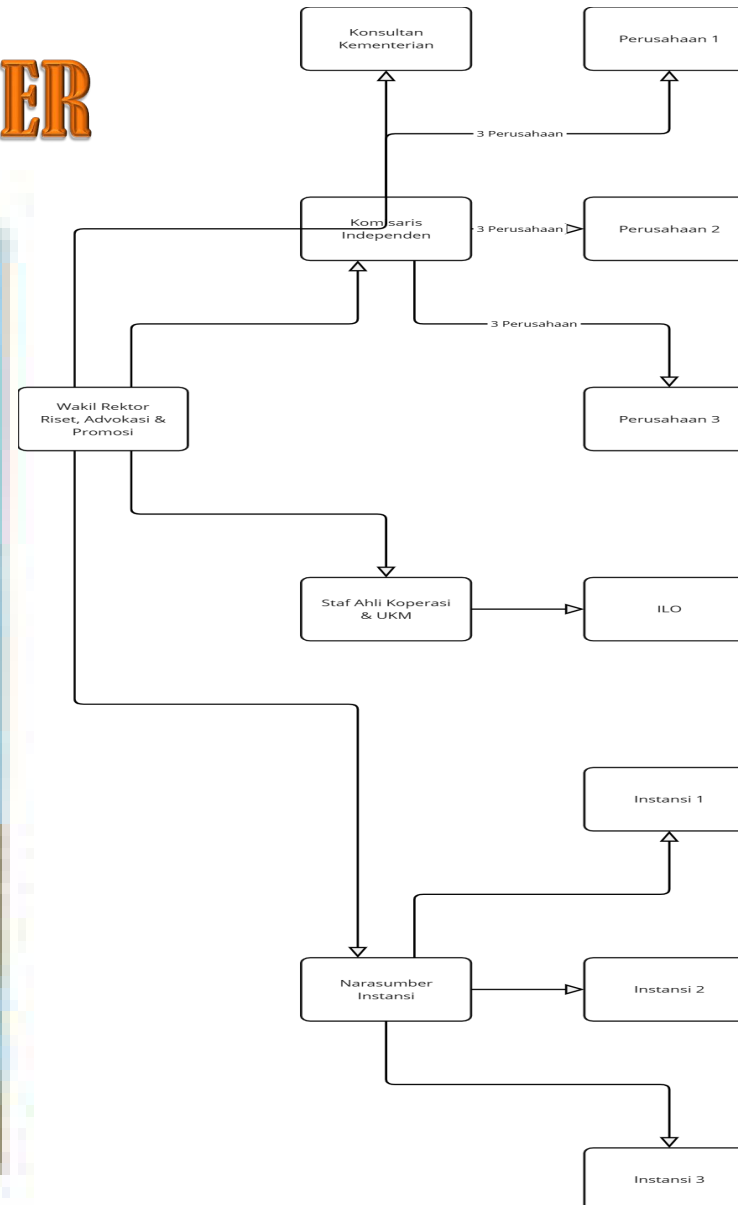 Konsultan
Kementerian
Perusahaan 1
ER
3 Perusahaan
Komisaris
Independen
3 Perusahaan
Perusahaan 2
3 Perusahaan
Wakil Rektor
Riset, Advokasi &
Promosi
Perusahaan 3
Staf Ahli Koperasi
& UKM
ILO
Instansi 1
Narasumber
Instansi
Instansi 2
Instansi 3